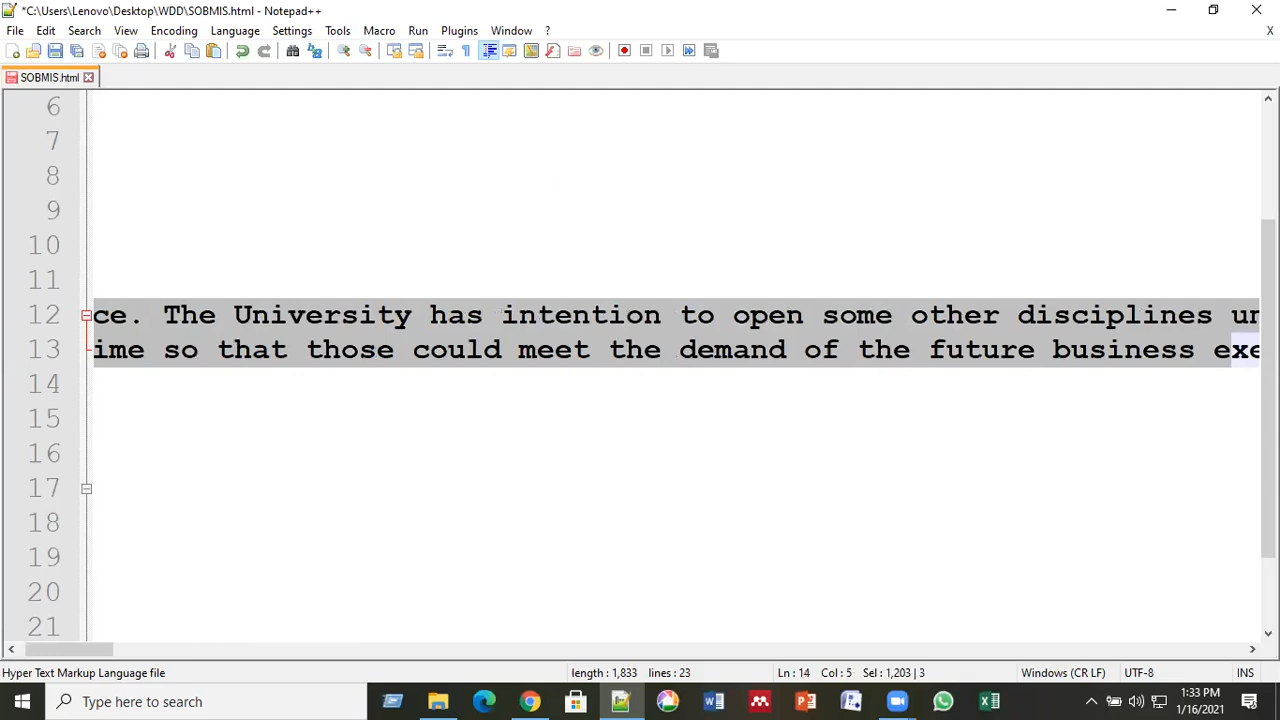 *C:\Users\Lenovo\Desktop\WDD\SOBMIS.html - Notepad++
File Edit Search View Encoding Language Settings Tools Macro Run Plugins Window ? X
SOBMIS.html
6
7
8
9
10
11
12 ce. The University has intention to open some other disciplines un
13 ime so that those could meet the demand of the future business exe
14
15
16
17
18
19
20
21
Hyper Text Markup Language file length : 1,833 lines : 23 Ln : 14 Col : 5 Sel : 1,203 | 3 Windows (CR LF) UTF-8 INS
Type here to search
1:33 PM
1/16/2021